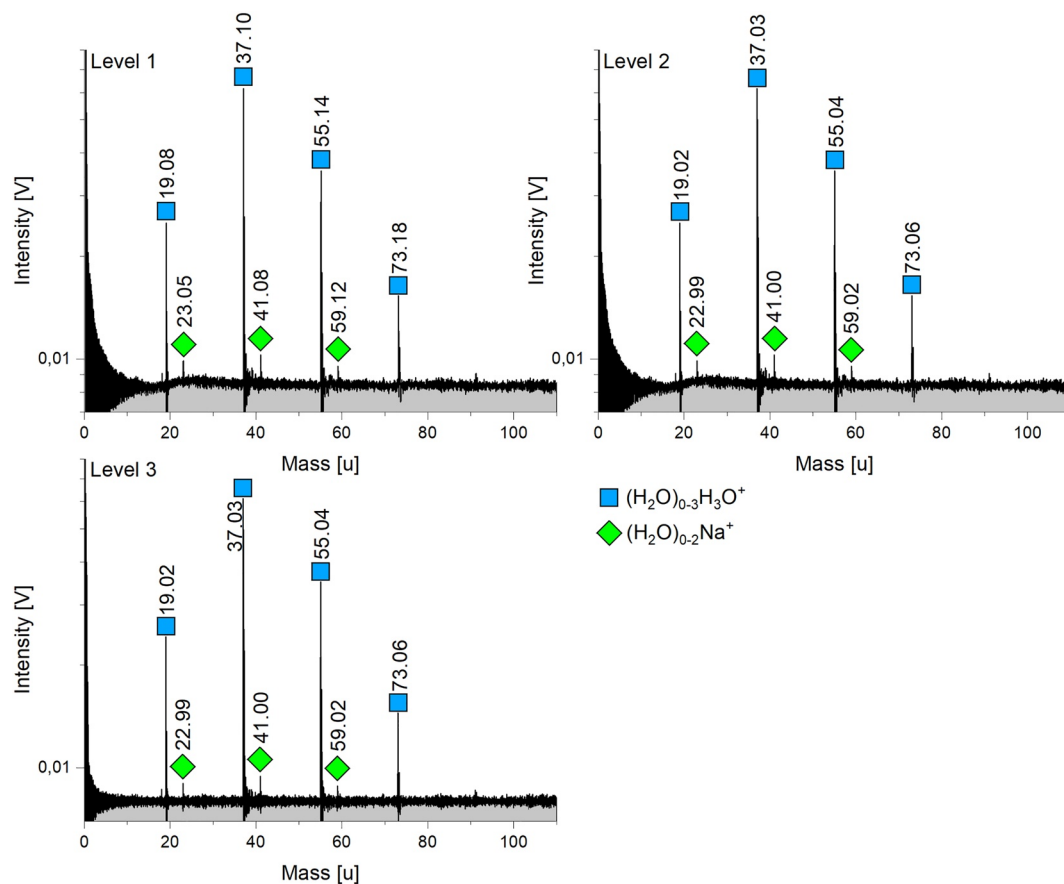 Level 1
Intensity [V]
0,01
19.08
23.05
37.10
41.08
55.14
59.12
73.18
0 20 40 60 80 100
Mass [u]
Level 2
Intensity [V]
0,01
19.02
22.99
37.03
41.00
55.04
59.02
73.06
0 20 40 60 80 100
Mass [u]
Level 3
Intensity [V]
0,01
19.02
22.99
37.03
41.00
55.04
59.02
73.06
0 20 40 60 80 100
Mass [u]
(H₂O)₀₋₃H₃O⁺
(H₂O)₀₋₂Na⁺